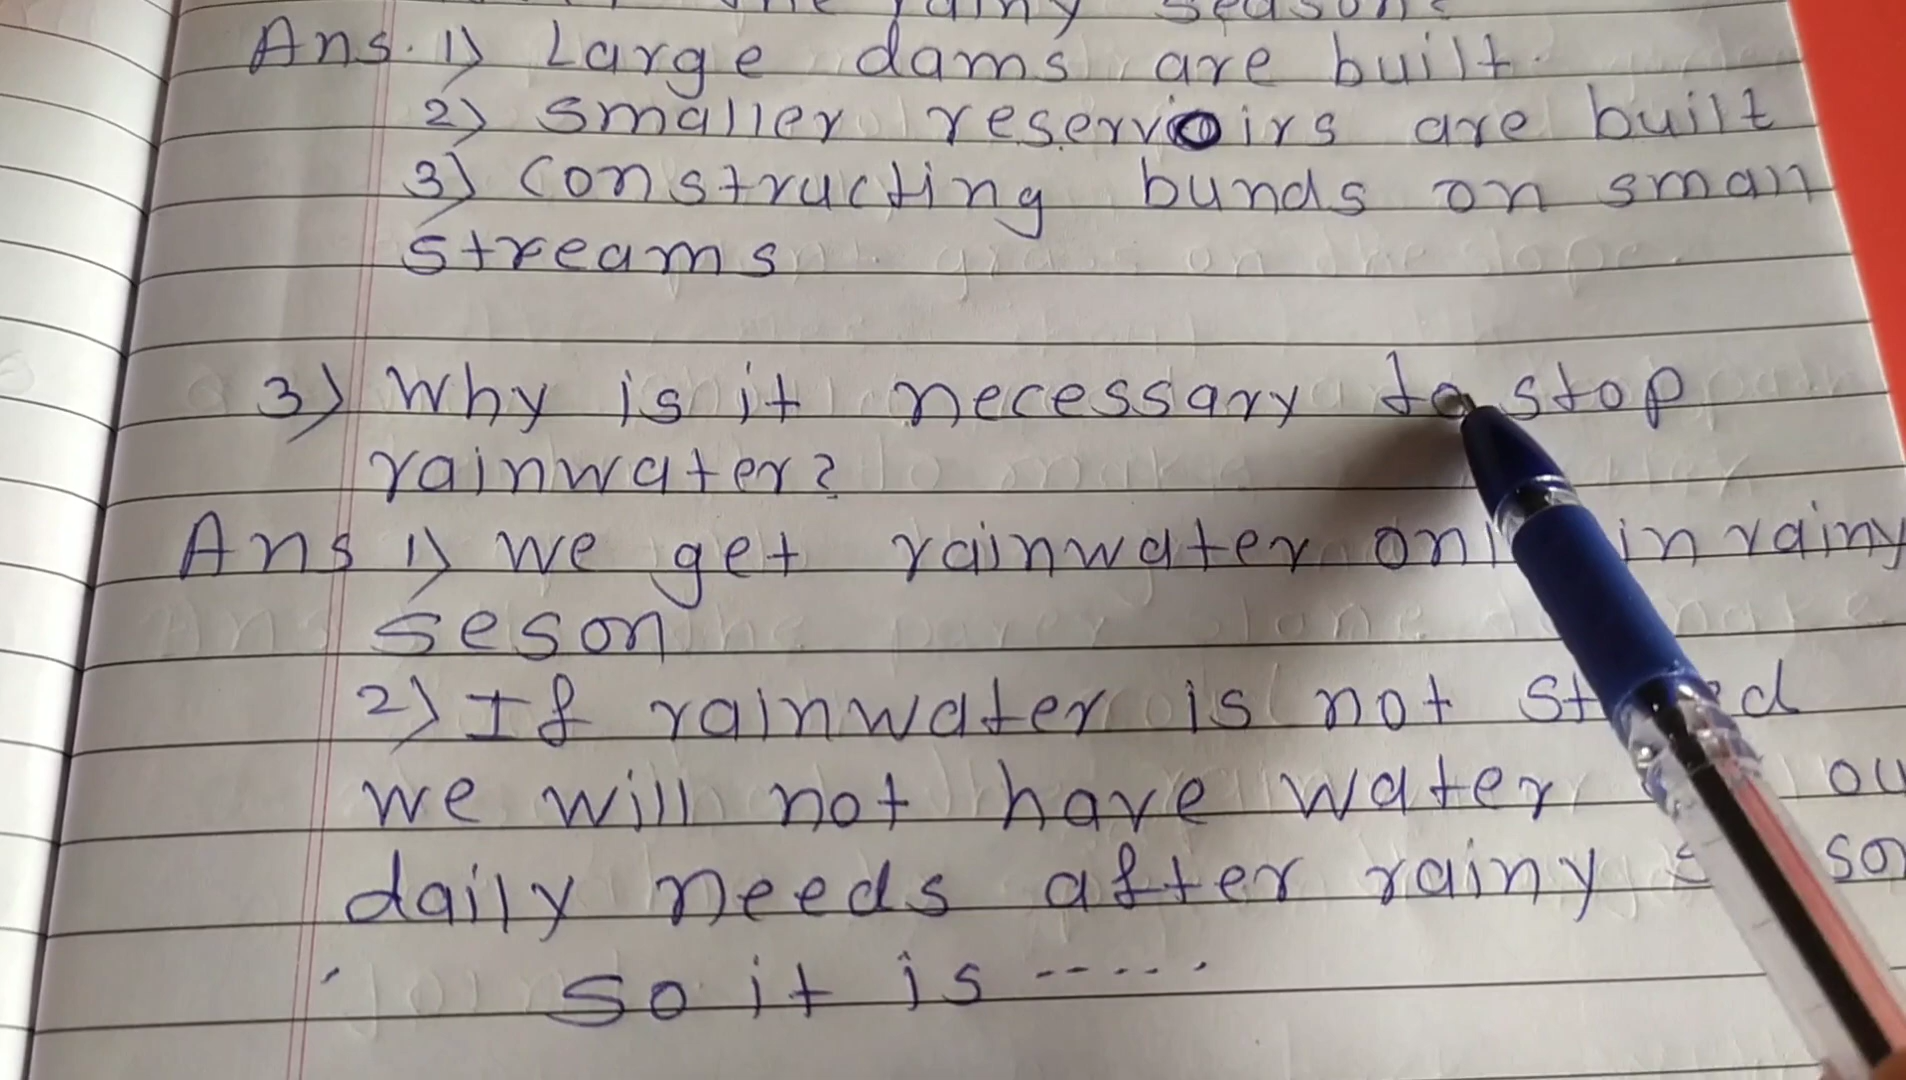 rainy season?
Ans. 1) Large dams are built.
2) smaller reservoirs are built
3) constructing bunds on small
streams
3) Why is it necessary to stop
rainwater?
Ans 1) we get rainwater in rainy
seson
2) If rainwater is not
we will not have water
daily needs after rainy
so it is -----